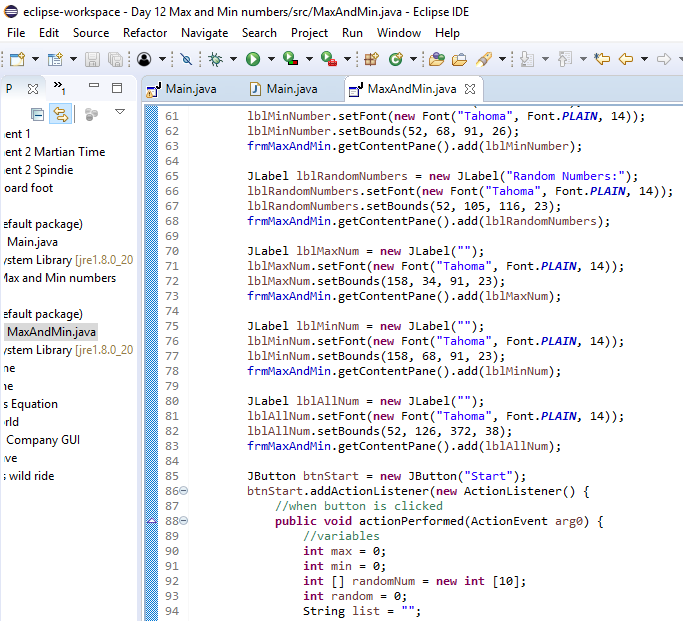 eclipse-workspace - Day 12 Max and Min numbers/src/MaxAndMin.java - Eclipse IDE
File Edit Source Refactor Navigate Search Project Run Window Help
P »1 Main.java Main.java MaxAndMin.java
ent 1
ent 2 Martian Time
ent 2 Spindie
oard foot
efault package)
Main.java
ystem Library [jre1.8.0_20
Max and Min numbers
efault package)
MaxAndMin.java
ystem Library [jre1.8.0_20
me
ne
s Equation
rld
Company GUI
ve
s wild ride
61 lblMinNumber.setFont(new Font("Tahoma", Font.PLAIN, 14));
62 lblMinNumber.setBounds(52, 68, 91, 26);
63 frmMaxAndMin.getContentPane().add(lblMinNumber);
64
65 JLabel lblRandomNumbers = new JLabel("Random Numbers:");
66 lblRandomNumbers.setFont(new Font("Tahoma", Font.PLAIN, 14));
67 lblRandomNumbers.setBounds(52, 105, 116, 23);
68 frmMaxAndMin.getContentPane().add(lblRandomNumbers);
69
70 JLabel lblMaxNum = new JLabel("");
71 lblMaxNum.setFont(new Font("Tahoma", Font.PLAIN, 14));
72 lblMaxNum.setBounds(158, 34, 91, 23);
73 frmMaxAndMin.getContentPane().add(lblMaxNum);
74
75 JLabel lblMinNum = new JLabel("");
76 lblMinNum.setFont(new Font("Tahoma", Font.PLAIN, 14));
77 lblMinNum.setBounds(158, 68, 91, 23);
78 frmMaxAndMin.getContentPane().add(lblMinNum);
79
80 JLabel lblAllNum = new JLabel("");
81 lblAllNum.setFont(new Font("Tahoma", Font.PLAIN, 14));
82 lblAllNum.setBounds(52, 126, 372, 38);
83 frmMaxAndMin.getContentPane().add(lblAllNum);
84
85 JButton btnStart = new JButton("Start");
86 btnStart.addActionListener(new ActionListener() {
87 //when button is clicked
88 public void actionPerformed(ActionEvent arg0) {
89 //variables
90 int max = 0;
91 int min = 0;
92 int [] randomNum = new int [10];
93 int random = 0;
94 String list = "";